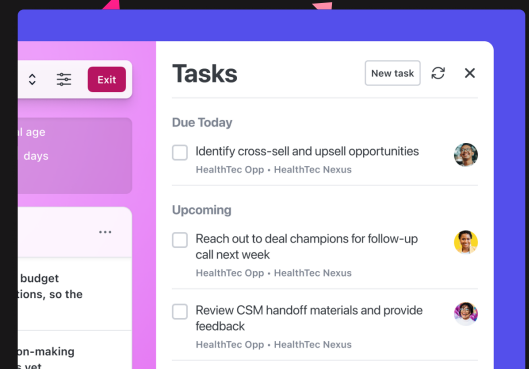 Exit
al age
days
budget
tions, so the
on-making
s yet
Tasks
New task
Due Today
Identify cross-sell and upsell opportunities
HealthTec Opp • HealthTec Nexus
Upcoming
Reach out to deal champions for follow-up
call next week
HealthTec Opp • HealthTec Nexus
Review CSM handoff materials and provide
feedback
HealthTec Opp • HealthTec Nexus